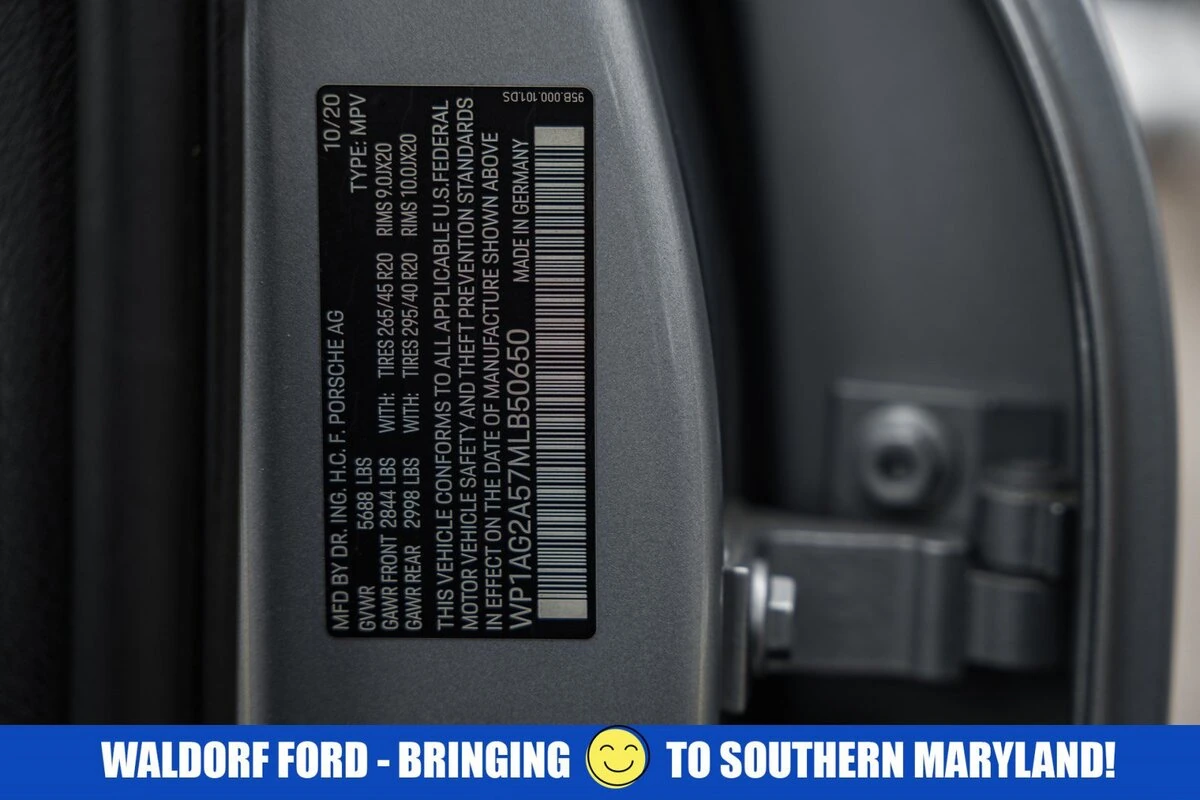 10/20
MFD BY DR. ING. H.C. F. PORSCHE AG TYPE: MPV
GVWR 5688 LBS
GAWR FRONT 2844 LBS WITH: TIRES 265/45 R20 RIMS 9.0JX20
GAWR REAR 2998 LBS WITH: TIRES 295/40 R20 RIMS 10.0JX20
THIS VEHICLE CONFORMS TO ALL APPLICABLE U.S. FEDERAL
MOTOR VEHICLE SAFETY AND THEFT PREVENTION STANDARDS
IN EFFECT ON THE DATE OF MANUFACTURE SHOWN ABOVE
WP1AG2A57MLB50650 MADE IN GERMANY
95B.000.101.DS
WALDORF FORD - BRINGING TO SOUTHERN MARYLAND!